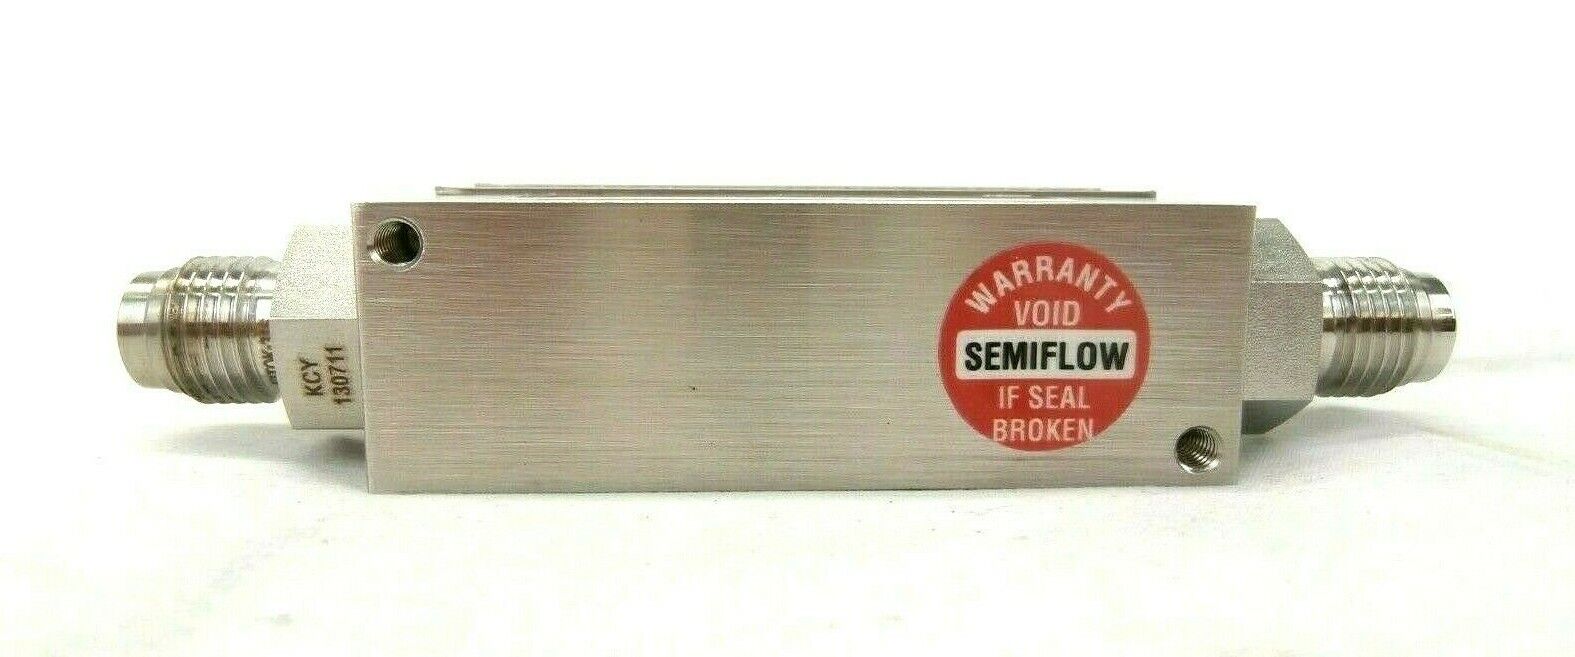 KCY
130711
WARRANTY
VOID
SEMIFLOW
IF SEAL
BROKEN